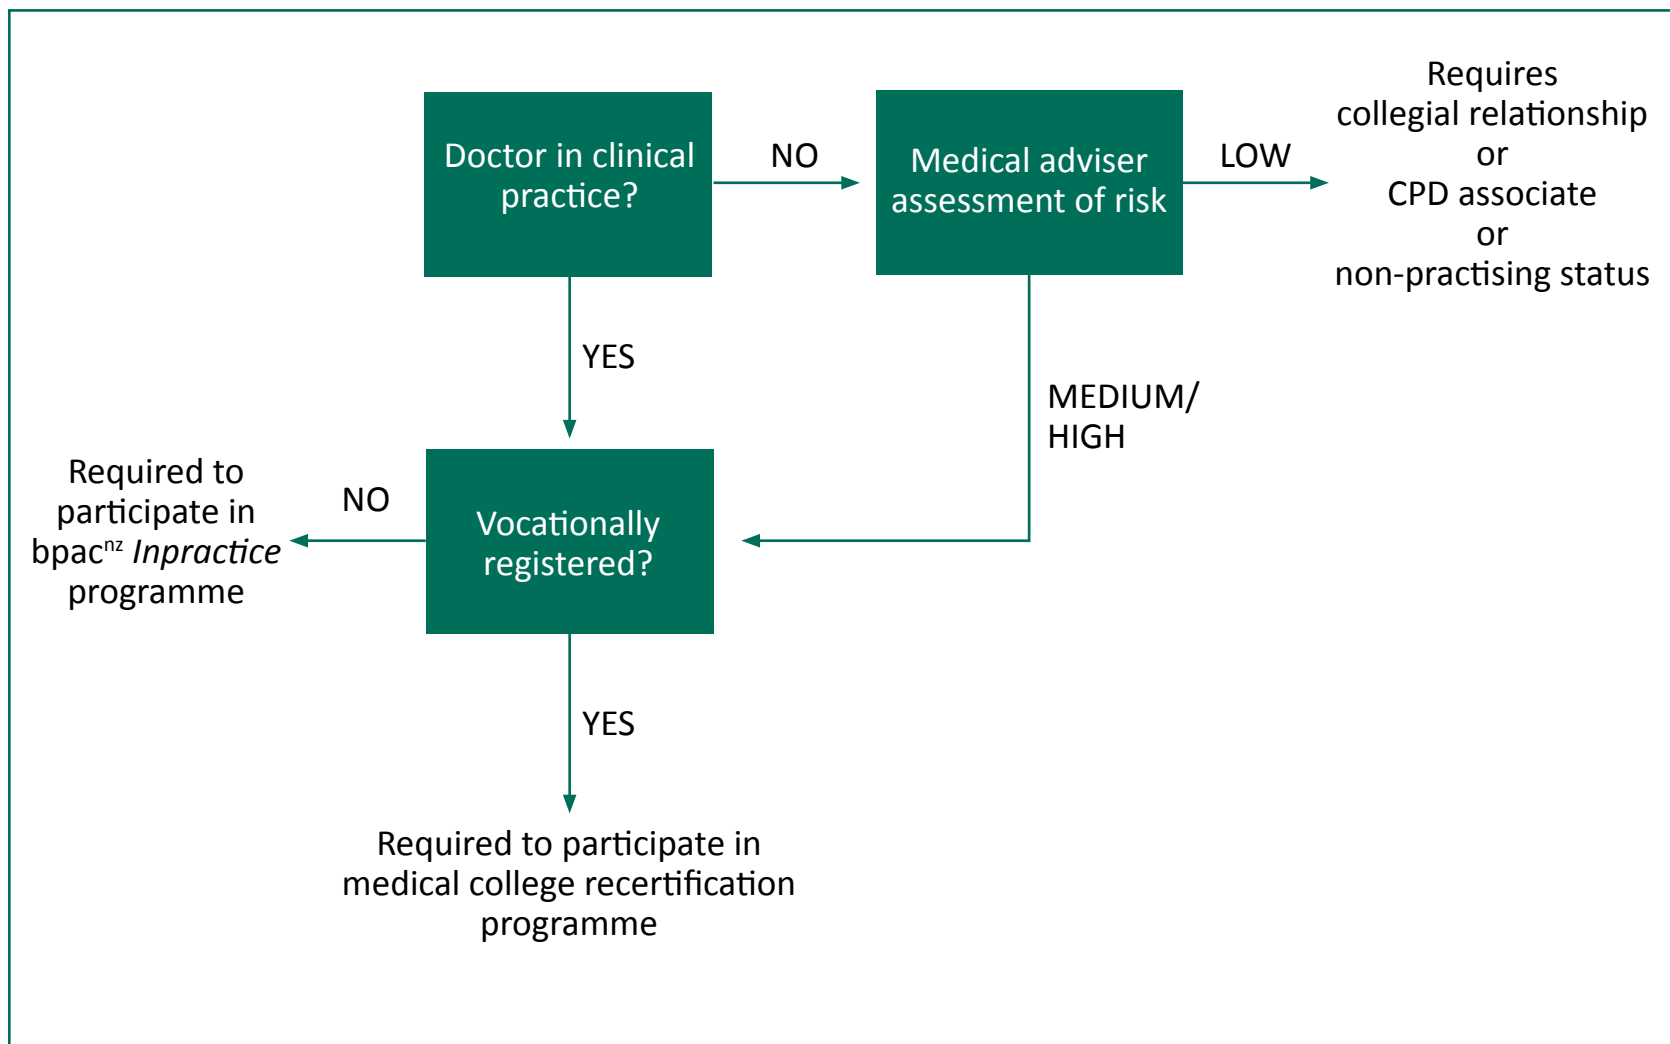 Doctor in clinical
practice?
NO
Medical adviser
assessment of risk
LOW
Requires
collegial relationship
or
CPD associate
or
non-practising status
YES
MEDIUM/
HIGH
Required to
participate in
bpacnz Inpractice
programme
NO
Vocationally
registered?
YES
Required to participate in
medical college recertification
programme